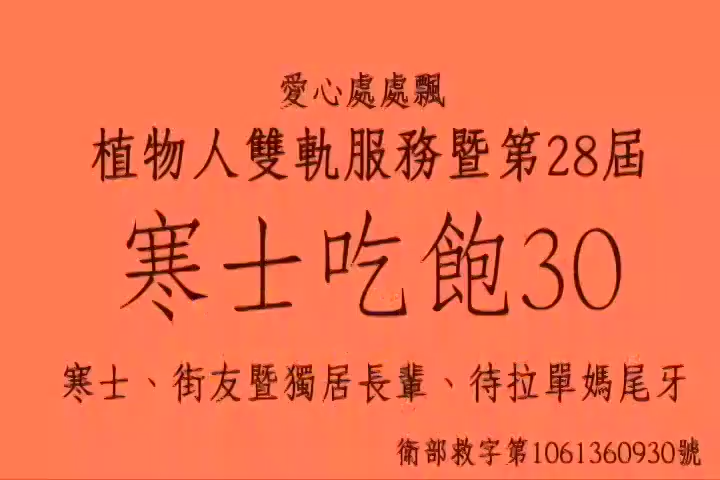 愛心處處飄
植物人雙軌服務暨第28屆
寒士吃飽30
寒士、街友暨獨居長輩、待拉單媽尾牙
衛部救字第1061360930號